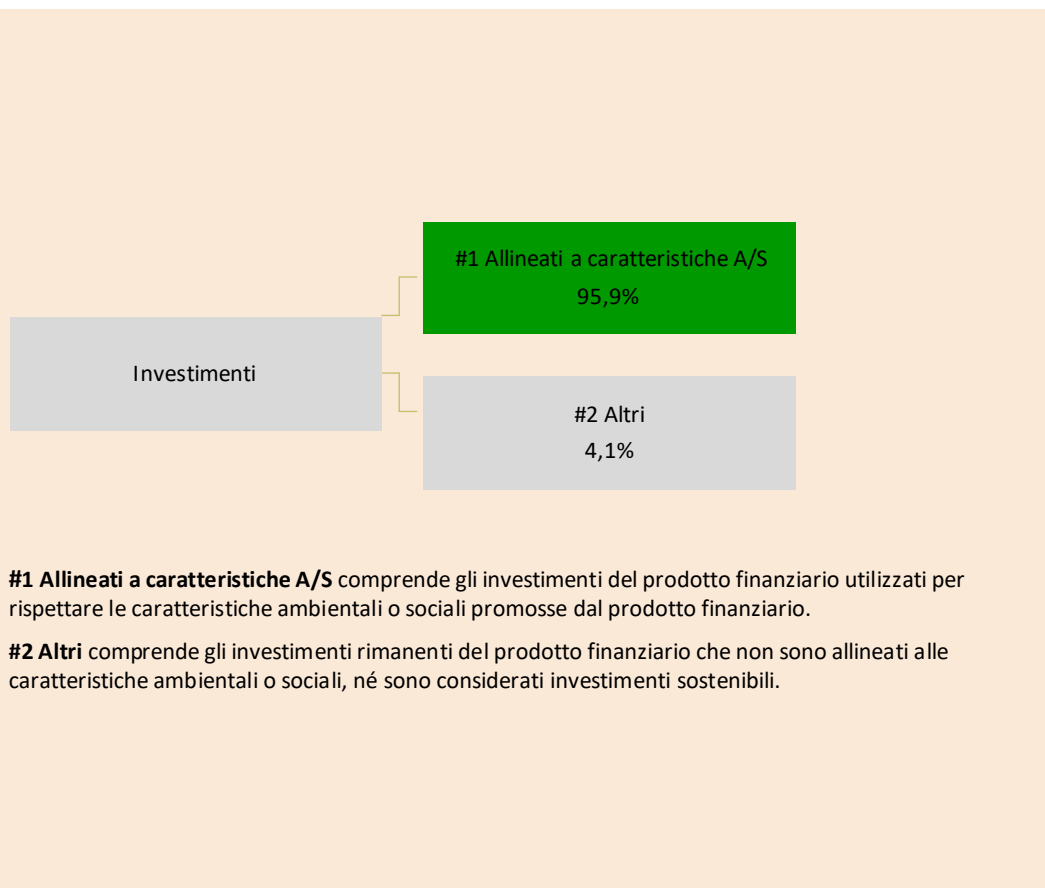 #1 Allineati a caratteristiche A/S
95,9%
Investimenti
#2 Altri
4,1%
#1 Allineati a caratteristiche A/S comprende gli investimenti del prodotto finanziario utilizzati per
rispettare le caratteristiche ambientali o sociali promosse dal prodotto finanziario.
#2 Altri comprende gli investimenti rimanenti del prodotto finanziario che non sono allineati alle
caratteristiche ambientali o sociali, né sono considerati investimenti sostenibili.